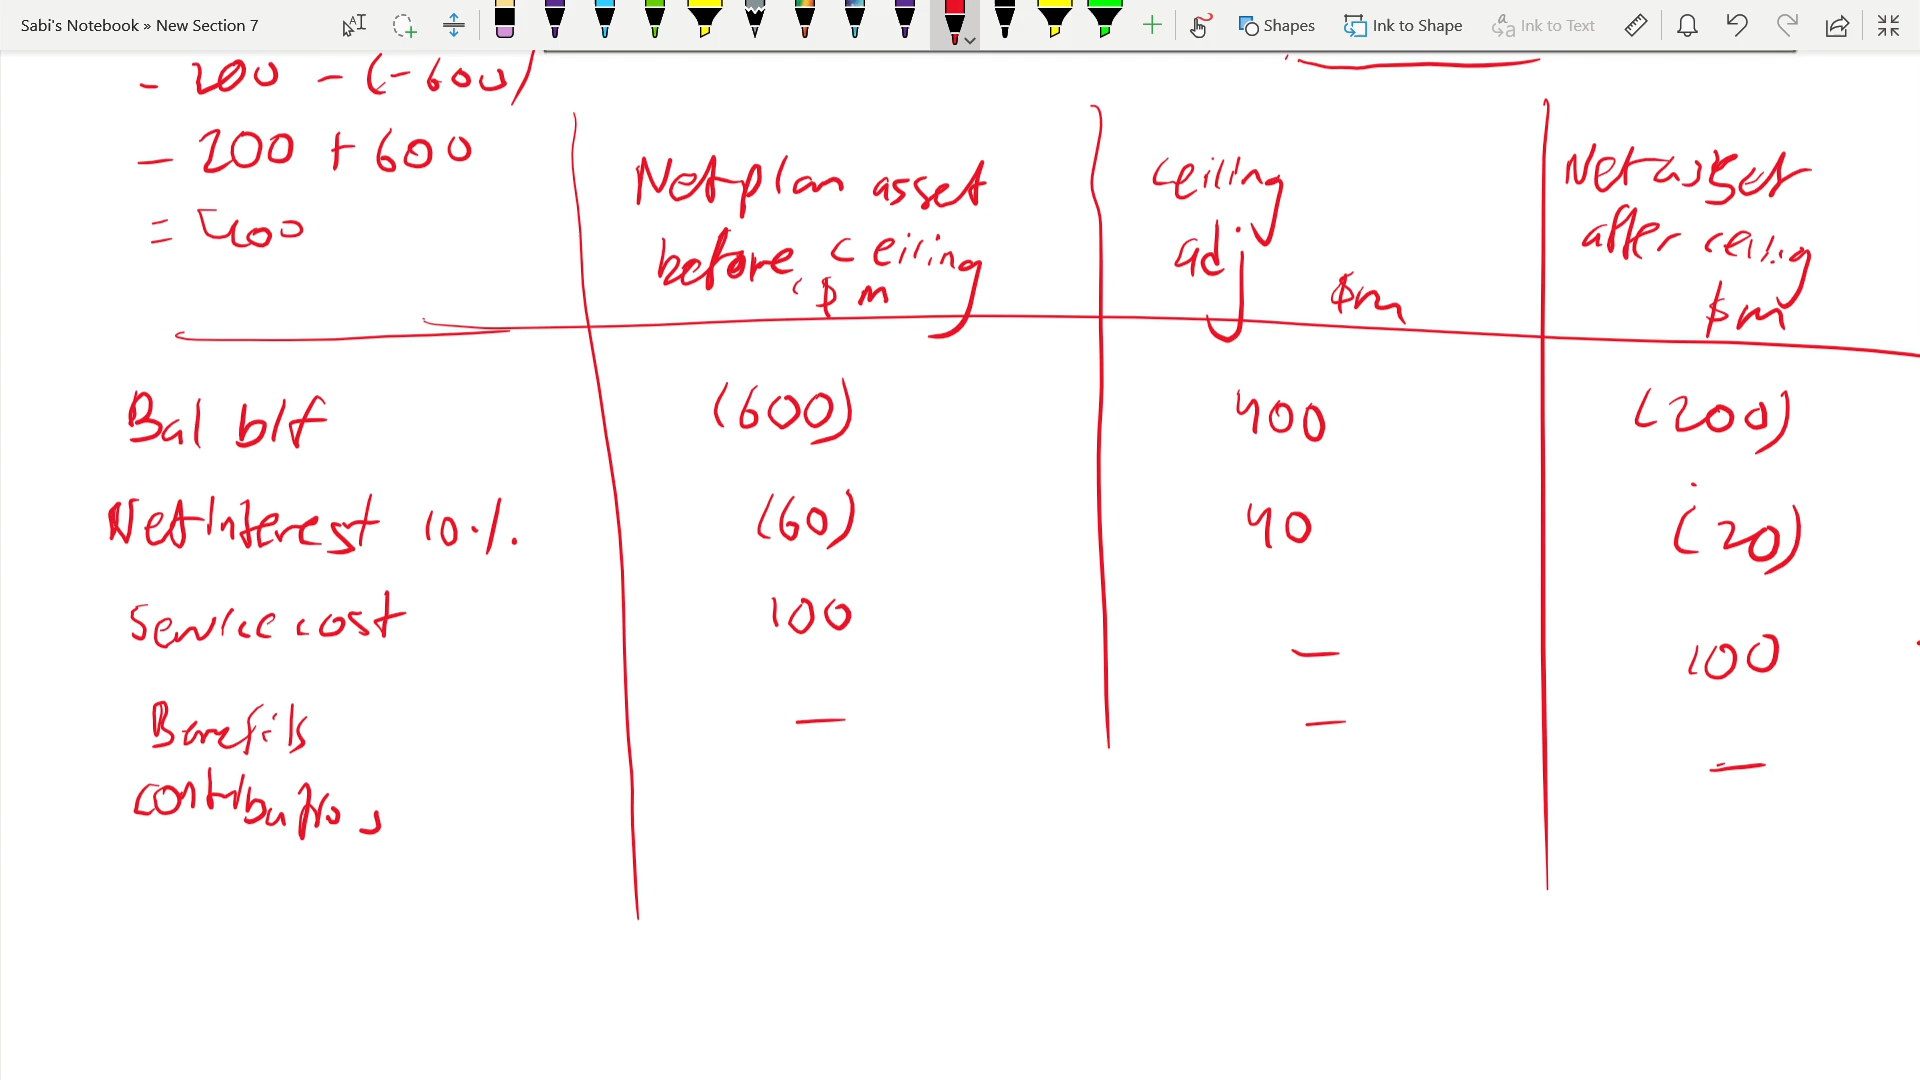 Sabi's Notebook » New Section 7
Shapes
Ink to Shape
Ink to Text
- 200 - (-600)
- 200 + 600
= 400
Net plan asset before ceiling $m
ceiling adj $m
Net asset after ceiling $m
Bal b/f (600) 400 (200)
Net Interest 10% (60) 40 (20)
Service cost 100 — 100
Benefits — — —
contributions